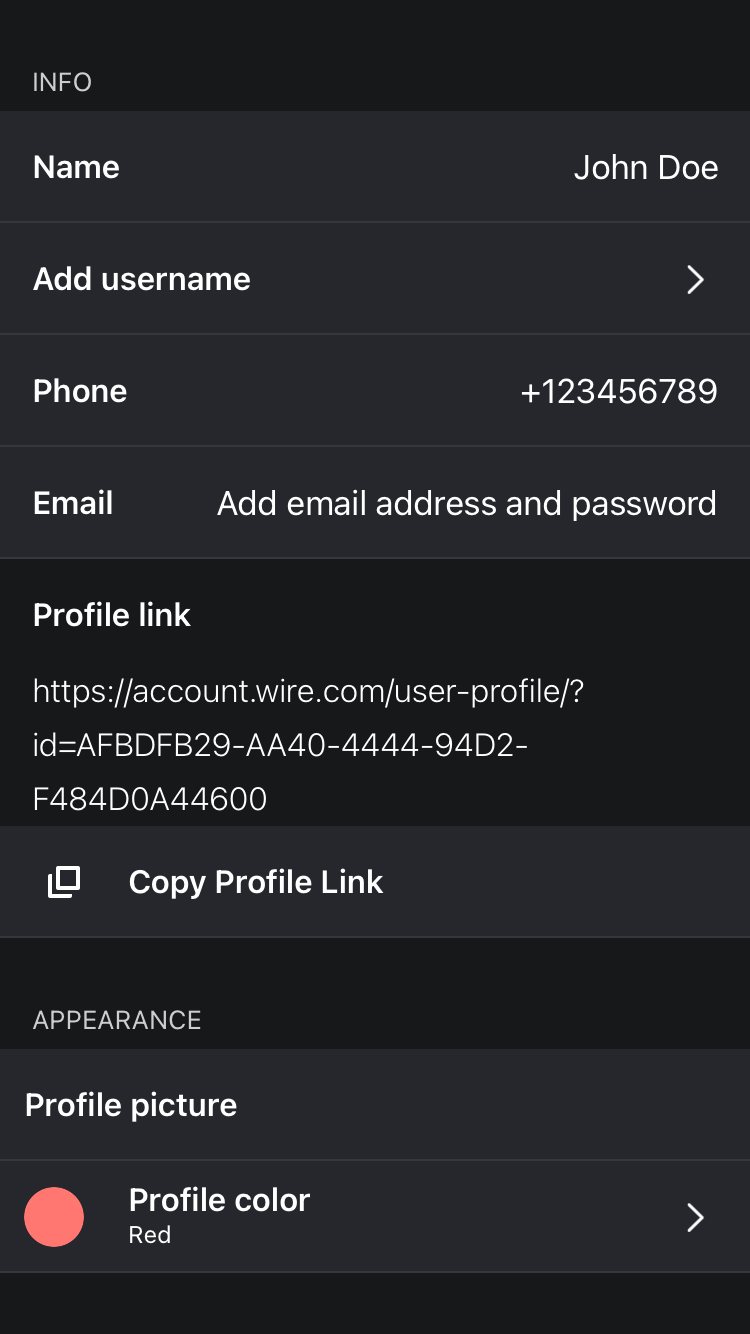 INFO
Name John Doe
Add username
Phone +123456789
Email Add email address and password
Profile link
https://account.wire.com/user-profile/?
id=AFBDFB29-AA40-4444-94D2-
F484D0A44600
Copy Profile Link
APPEARANCE
Profile picture
Profile color
Red